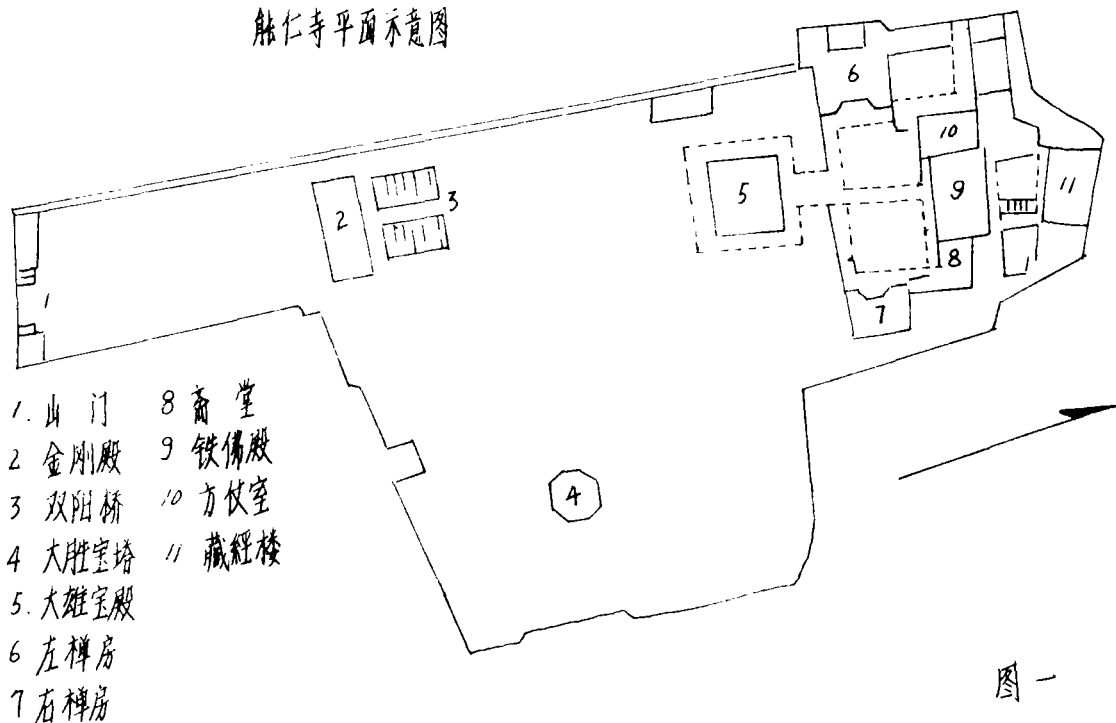 能仁寺平面示意图
6
10
5
9
11
3
2
8
1
7
4
1. 山门
2 金刚殿
3 双阳桥
4 大胜宝塔
5. 大雄宝殿
6 左禅房
7 右禅房
8 斋堂
9 铁佛殿
10 方仗室
11 藏经楼
图一